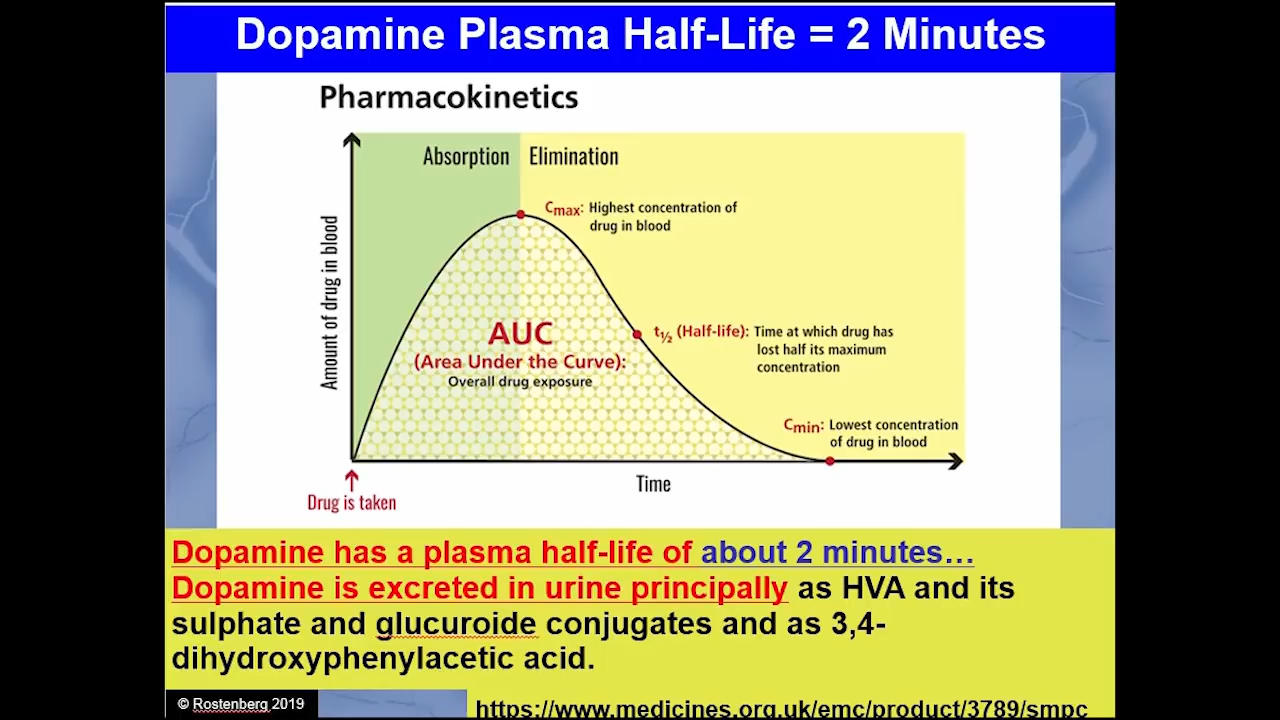 Dopamine Plasma Half-Life = 2 Minutes
Pharmacokinetics
Absorption
Elimination
Cmax: Highest concentration of
drug in blood
Amount of drug in blood
AUC
(Area Under the Curve):
Overall drug exposure
t½ (Half-life): Time at which drug has
lost half its maximum
concentration
Cmin: Lowest concentration
of drug in blood
Time
Drug is taken
Dopamine has a plasma half-life of about 2 minutes…
Dopamine is excreted in urine principally as HVA and its
sulphate and glucuroide conjugates and as 3,4-
dihydroxyphenylacetic acid.
© Rostenberg 2019
https://www.medicines.org.uk/emc/product/3789/smpc